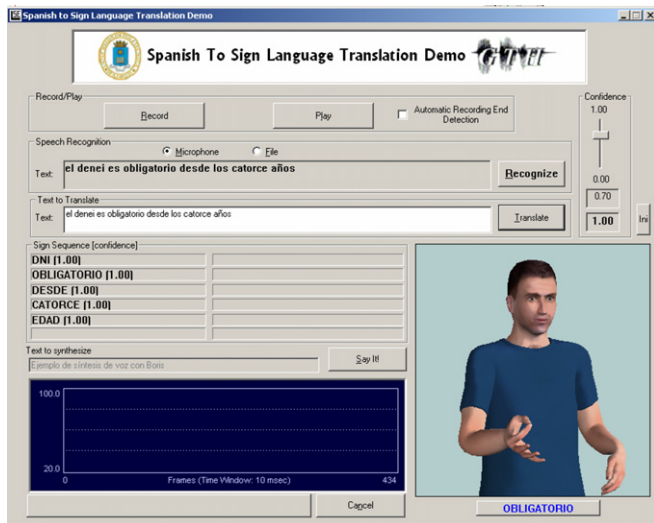 Spanish to Sign Language Translation Demo
Spanish To Sign Language Translation Demo GTH
Record/Play
Record
Play
Automatic Recording End Detection
Confidence
1.00
0.00
0.70
1.00
Ini
Speech Recognition
Microphone
File
Text:
el denei es obligatorio desde los catorce años
Recognize
Text to Translate
Text:
el denei es obligatorio desde los catorce años
Translate
Sign Sequence [confidence]
DNI (1.00)
OBLIGATORIO (1.00)
DESDE (1.00)
CATORCE (1.00)
EDAD (1.00)
Text to synthesize
Ejemplo de síntesis de voz con Boris
Say It!
100.0
20.0
0
Frames (Time Window: 10 msec)
434
Cancel
OBLIGATORIO